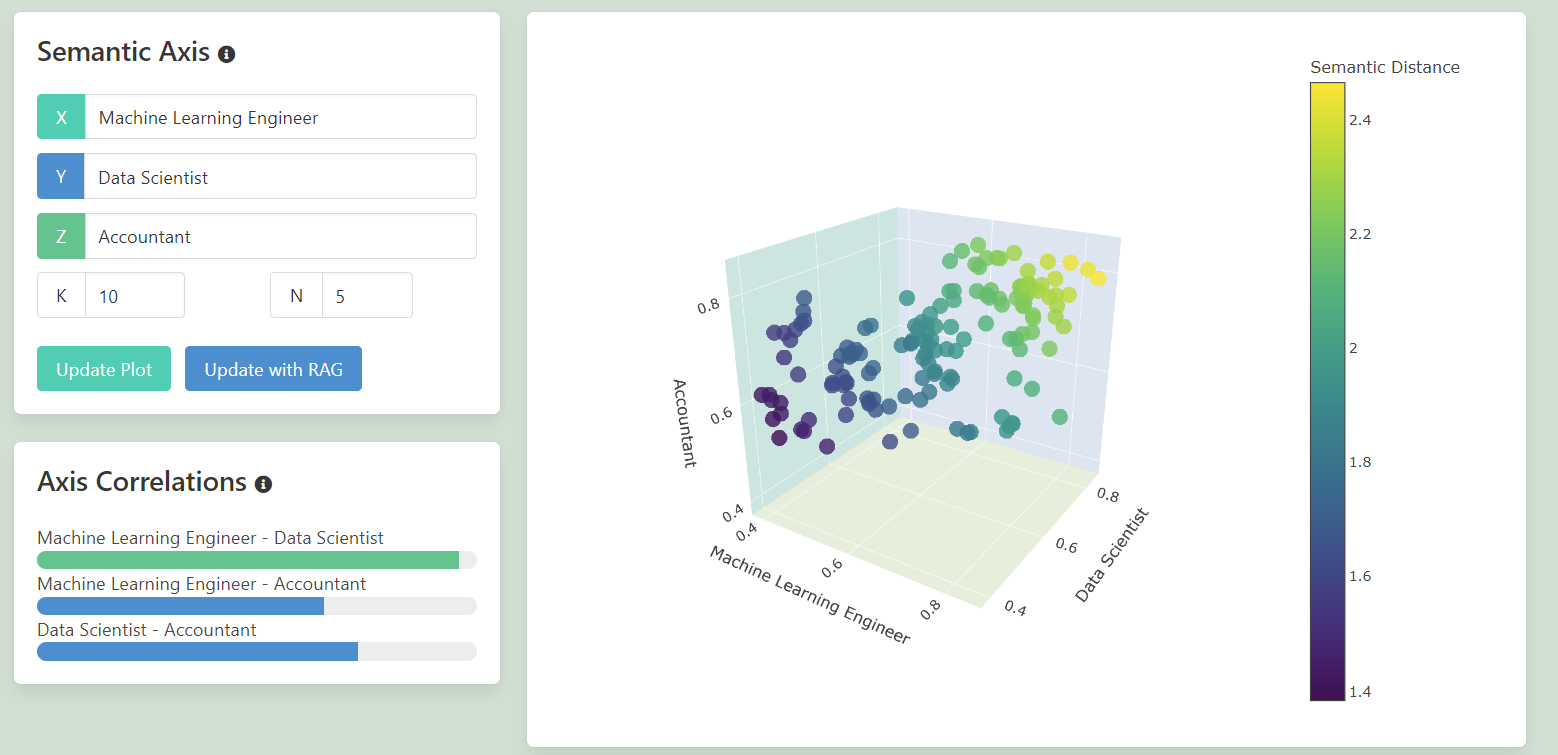 Semantic Axis
X Machine Learning Engineer
Y Data Scientist
Z Accountant
K 10 N 5
Update Plot Update with RAG
Axis Correlations
Machine Learning Engineer - Data Scientist
Machine Learning Engineer - Accountant
Data Scientist - Accountant
0.8
0.6
0.4
Accountant
0.4
0.6
0.8
Machine Learning Engineer
0.4
0.6
0.8
Data Scientist
Semantic Distance
2.4
2.2
2
1.8
1.6
1.4